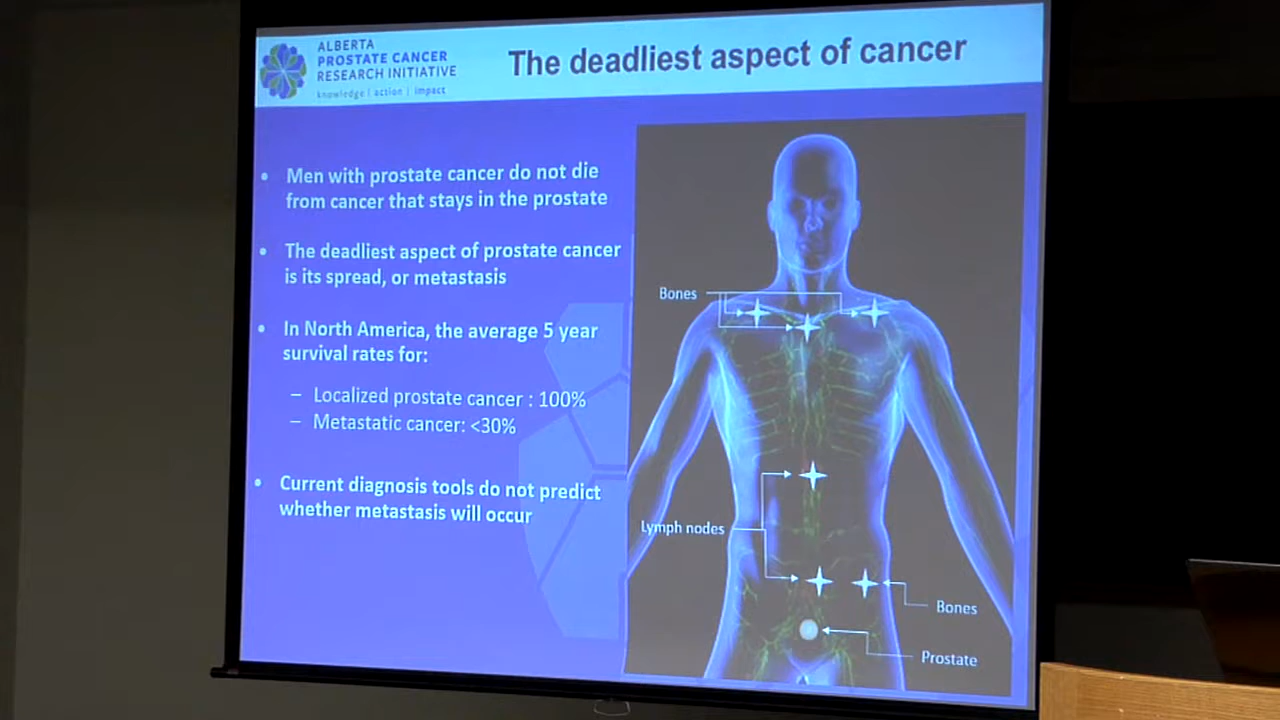 ALBERTA
PROSTATE CANCER
RESEARCH INITIATIVE
knowledge | action | impact
The deadliest aspect of cancer
• Men with prostate cancer do not die
from cancer that stays in the prostate
• The deadliest aspect of prostate cancer
is its spread, or metastasis
• In North America, the average 5 year
survival rates for:
– Localized prostate cancer : 100%
– Metastatic cancer: <30%
• Current diagnosis tools do not predict
whether metastasis will occur
Bones
Lymph nodes
Bones
Prostate